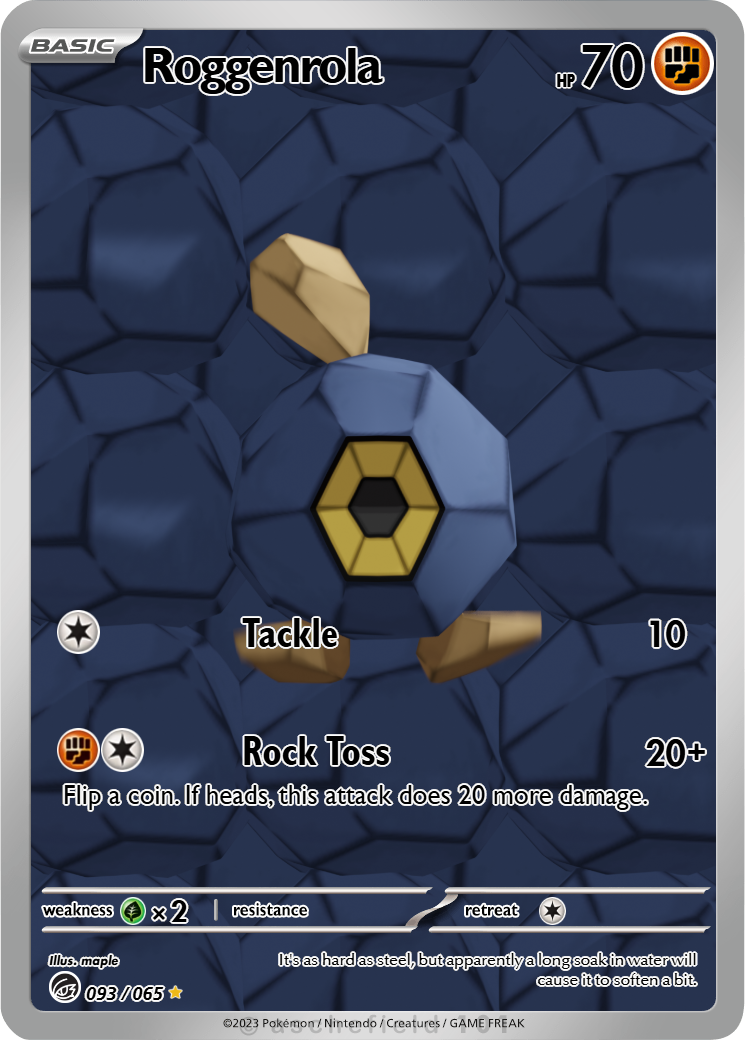 BASIC
Roggenrola
HP 70
Tackle 10
Rock Toss 20+
Flip a coin. If heads, this attack does 20 more damage.
weakness ×2 | resistance retreat
Illus. maple
It's as hard as steel, but apparently a long soak in water will
cause it to soften a bit.
093 / 065
©2023 Pokémon / Nintendo / Creatures / GAME FREAK